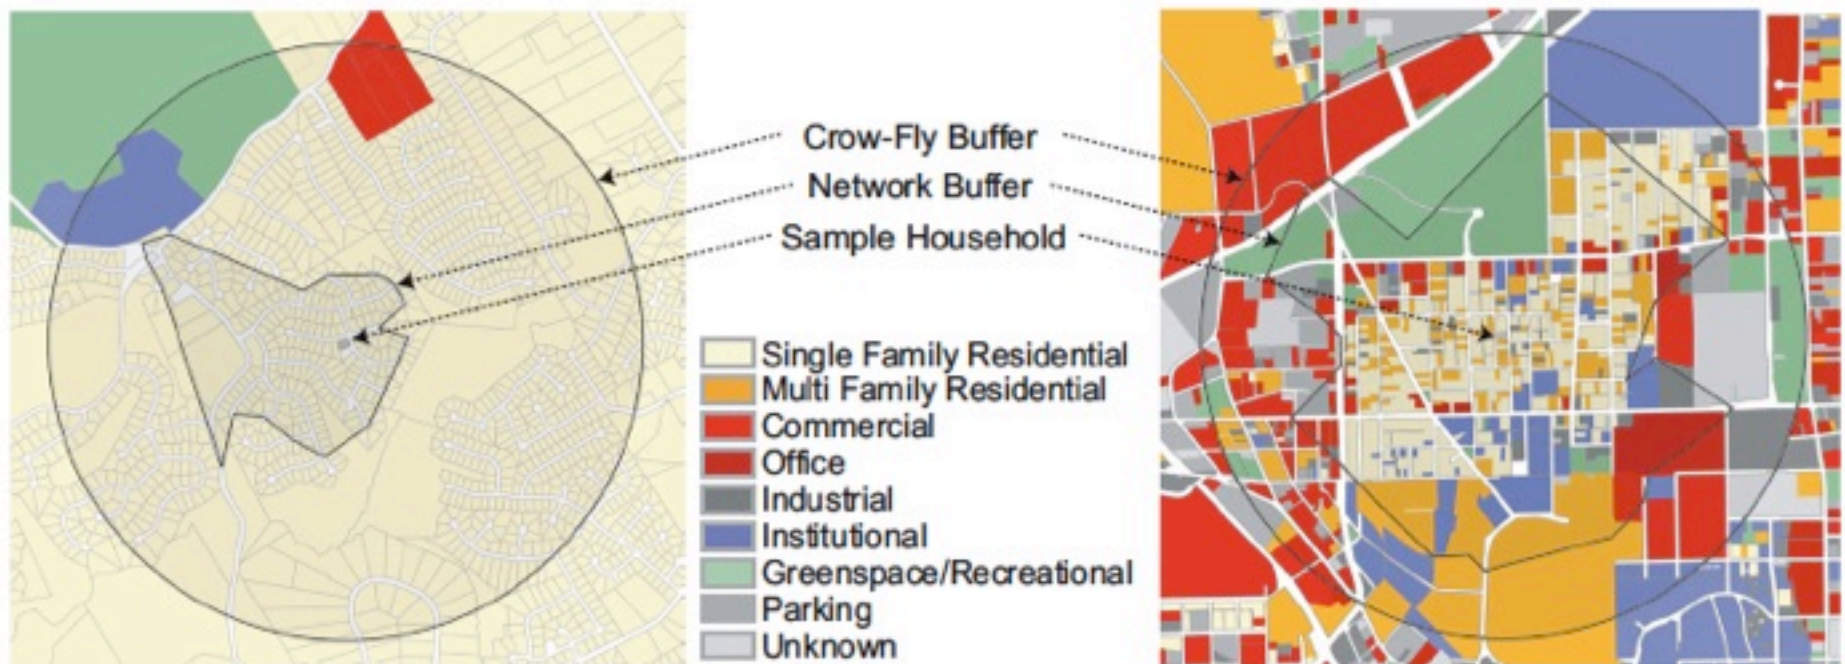 Crow-Fly Buffer
Network Buffer
Sample Household
Single Family Residential
Multi Family Residential
Commercial
Office
Industrial
Institutional
Greenspace/Recreational
Parking
Unknown